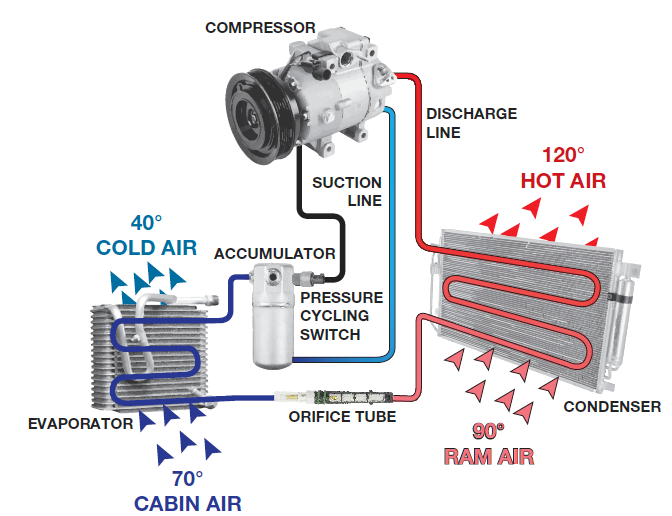 COMPRESSOR
DISCHARGE
LINE
120°
HOT AIR
SUCTION
LINE
40°
COLD AIR
ACCUMULATOR
PRESSURE
CYCLING
SWITCH
ORIFICE TUBE
CONDENSER
EVAPORATOR
90°
RAM AIR
70°
CABIN AIR